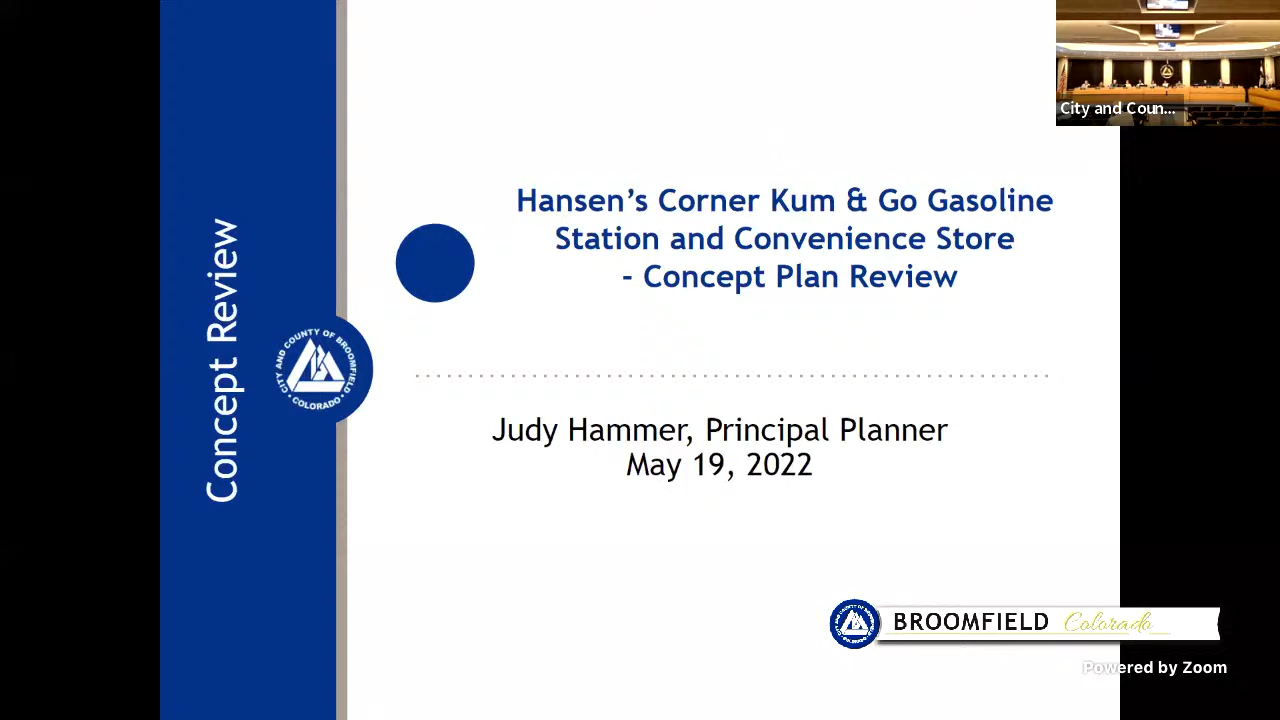 City and Coun...
Hansen's Corner Kum & Go Gasoline
Station and Convenience Store
- Concept Plan Review
Concept Review
CITY AND COUNTY OF BROOMFIELD
• COLORADO •
Judy Hammer, Principal Planner
May 19, 2022
BROOMFIELD Colorado
Powered by Zoom